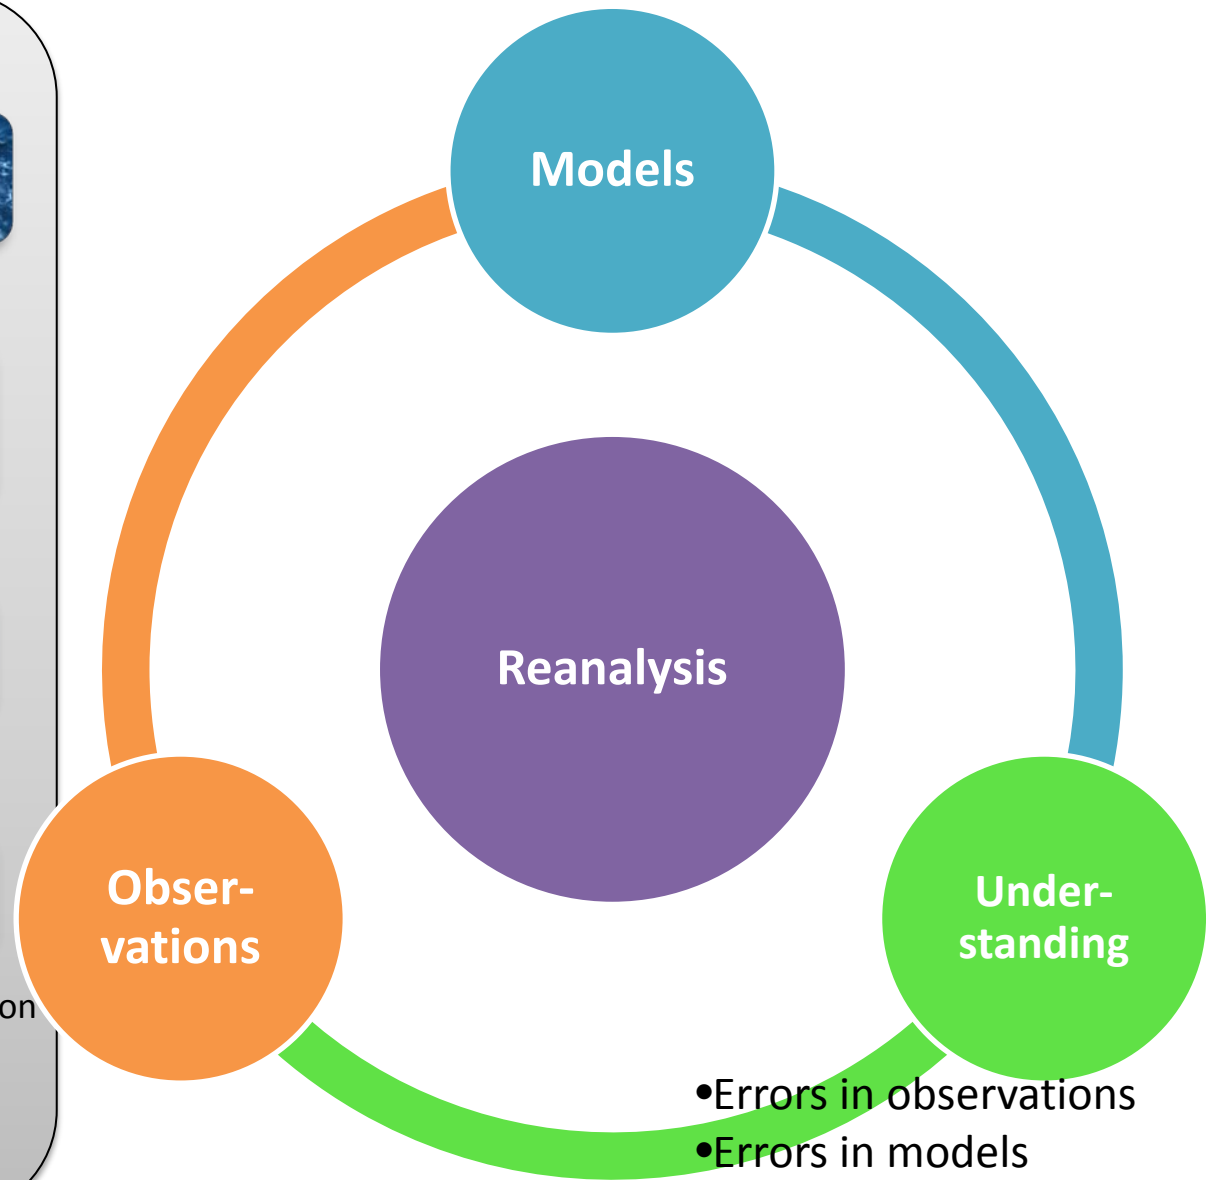 Models
Reanalysis
Obser-
vations
Under-
standing
on
•Errors in observations
•Errors in models